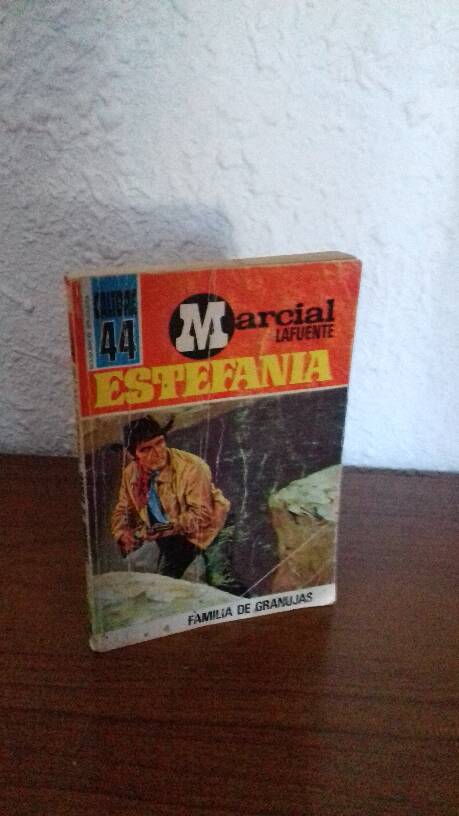 CALIBRE
44
Marcial
LAFUENTE
ESTEFANIA
FAMILIA DE GRANUJAS